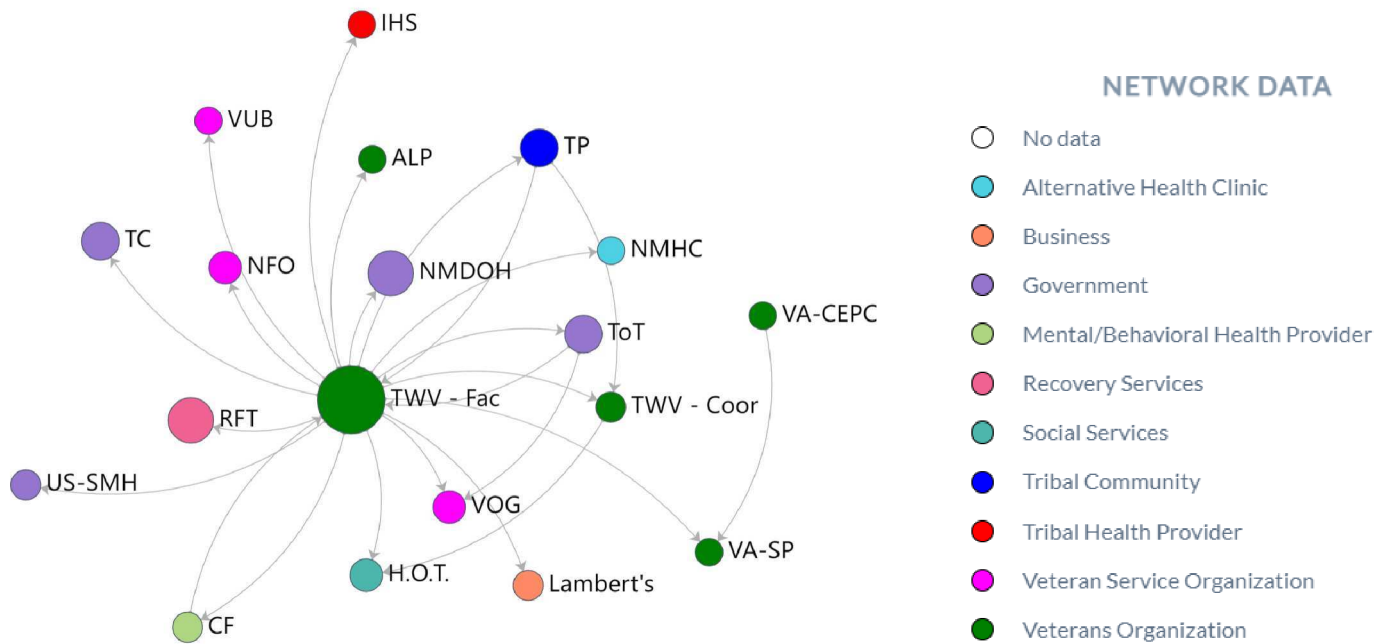 IHS
VUB
ALP
TP
TC
NFO
NMDOH
NMHC
ToT
VA-CEPC
TWV - Fac
TWV - Coor
RFT
US-SMH
VOG
VA-SP
H.O.T.
Lambert's
CF
NETWORK DATA
No data
Alternative Health Clinic
Business
Government
Mental/Behavioral Health Provider
Recovery Services
Social Services
Tribal Community
Tribal Health Provider
Veteran Service Organization
Veterans Organization